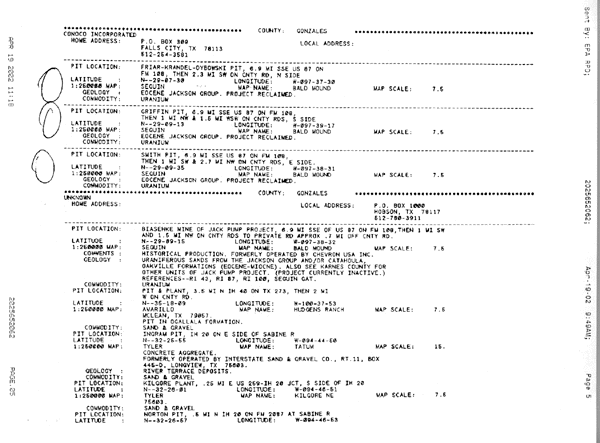 COUNTY: GONZALES
CONOCO INCORPORATED
HOME ADDRESS: P.O. BOX 309 LOCAL ADDRESS:
FALLS CITY, TX 78113
512-254-3581
PIT LOCATION: FRIAR-KRANDEL-DYBOWSKI PIT, 6.9 MI SSE US 87 ON
FM 108, THEN 2.3 MI SW ON CNTY RD, N SIDE
LATITUDE : N--29-07-30 LONGITUDE: W-097-37-30
1:250000 MAP: SEGUIN MAP NAME: BALD MOUND MAP SCALE: 7.5
GEOLOGY : EOCENE JACKSON GROUP. PROJECT RECLAIMED.
COMMODITY: URANIUM
PIT LOCATION: GRIFFIN PIT, 6.9 MI SSE US 87 ON FM 108,
THEN 1 MI NW & 1.5 MI WSW ON CNTY RDS, S SIDE
LATITUDE : N--29-09-13 LONGITUDE: W-097-39-17
1:250000 MAP: SEGUIN MAP NAME: BALD MOUND MAP SCALE: 7.5
GEOLOGY : EOCENE JACKSON GROUP. PROJECT RECLAIMED.
COMMODITY: URANIUM
PIT LOCATION: SMITH PIT, 6.9 MI SSE US 87 ON FM 108,
THEN 1 MI SW & 2.7 MI NW ON CNTY RDS, E SIDE.
LATITUDE : N--29-09-35 LONGITUDE: W-097-38-31
1:250000 MAP: SEGUIN MAP NAME: BALD MOUND MAP SCALE: 7.5
GEOLOGY : EOCENE JACKSON GROUP. PROJECT RECLAIMED.
COMMODITY: URANIUM
COUNTY: GONZALES
UNKNOWN
HOME ADDRESS: LOCAL ADDRESS: P.O. BOX 1000
HOBSON, TX 78117
512-780-3911
PIT LOCATION: BIASENKE MINE OF JACK PUMP PROJECT, 6.9 MI SSE OF US 87 ON FM 108, THEN 1 MI SW
AND 1.5 MI NW ON CNTY RDS TO PRIVATE RD APPROX .7 MI OFF CNTY RD.
LATITUDE : N--29-09-15 LONGITUDE: W-097-38-32
1:250000 MAP: SEGUIN MAP NAME: BALD MOUND MAP SCALE: 7.5
COMMENTS : HISTORICAL PRODUCTION. FORMERLY OPERATED BY CHEVRON USA INC.
GEOLOGY : URANIFEROUS SANDS FROM THE JACKSON GROUP AND/OR CATAHOULA;
OAKVILLE FORMATIONS (EOCENE-MIOCENE). ALSO SEE KARNES COUNTY FOR
OTHER UNITS OF JACK PUMP PROJECT. (PROJECT CURRENTLY INACTIVE.)
REFERENCES--RI 43, RI 87, RI 100, SEGUIN GAT.
COMMODITY: URANIUM
PIT LOCATION: PIT & PLANT, 3.5 MI N IH 40 ON TX 273, THEN 2 MI
W ON CNTY RD.
LATITUDE : N--35-18-09 LONGITUDE: W-100-37-53
1:250000 MAP: AMARILLO MAP NAME: HUDGENS RANCH MAP SCALE: 7.5
MCLEAN, TX 79057.
PIT IN OGALLALA FORMATION.
COMMODITY: SAND & GRAVEL
PIT LOCATION: INGRAM PIT, IH 20 ON E SIDE OF SABINE R
LATITUDE : N--32-25-55 LONGITUDE: W-094-44-60
1:250000 MAP: TYLER MAP NAME: TATUM MAP SCALE: 15.
CONCRETE AGGREGATE.
FORMERLY OPERATED BY INTERSTATE SAND & GRAVEL CO., RT.11, BOX
445-D, LONGVIEW, TX 75603.
GEOLOGY : RIVER TERRACE DEPOSITS.
COMMODITY: SAND & GRAVEL
PIT LOCATION: KILGORE PLANT, .25 MI E US 259-IH 20 JCT, S SIDE OF IH 20
LATITUDE : N--32-26-01 LONGITUDE: W-094-46-51
1:250000 MAP: TYLER MAP NAME: KILGORE NE MAP SCALE: 7.5
75603.
COMMODITY: SAND & GRAVEL
PIT LOCATION: NORTON PIT, .5 MI N IH 20 ON FM 2087 AT SABINE R
LATITUDE : N--32-26-57 LONGITUDE: W-094-46-53
APR 19 2002 11:18
2025652062
PAGE.25
Sent By: EPA RPD;
2025652062;
Apr-19-02 9:49AM;
Page 5